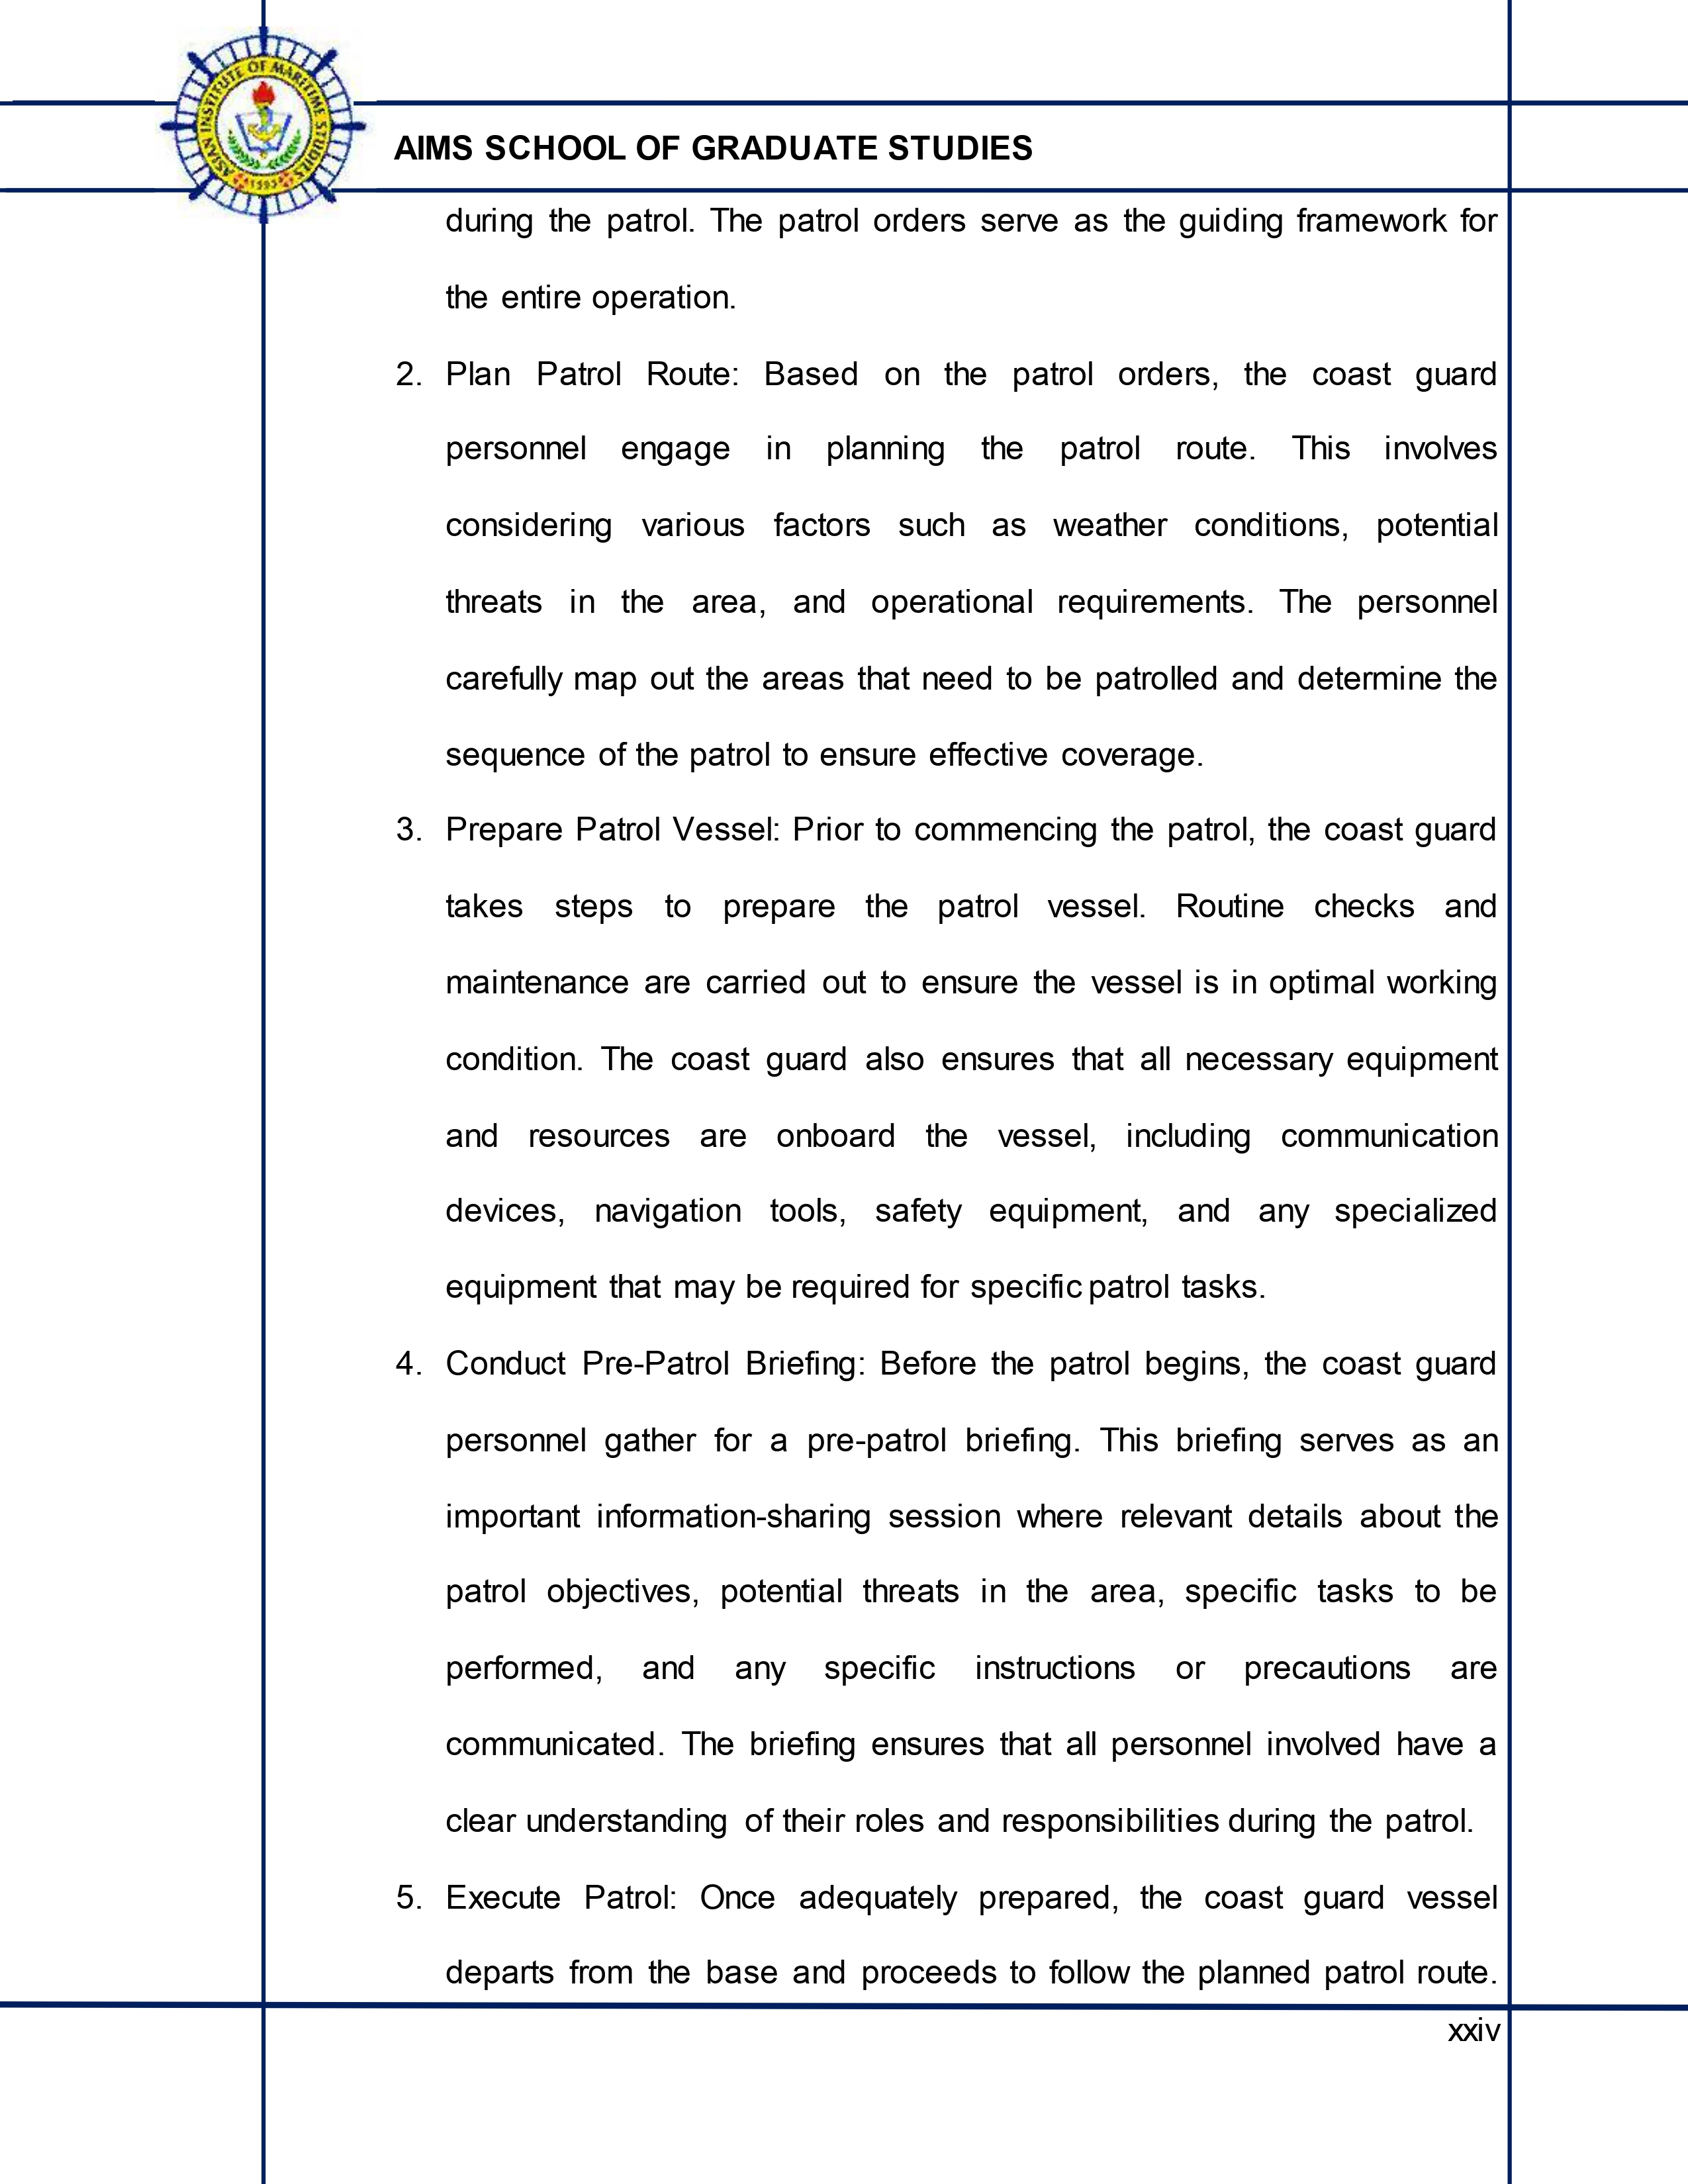 ASIAN INSTITUTE OF MARITIME STUDIES
1993
AIMS SCHOOL OF GRADUATE STUDIES
during the patrol. The patrol orders serve as the guiding framework for
the entire operation.
2. Plan Patrol Route: Based on the patrol orders, the coast guard
personnel engage in planning the patrol route. This involves
considering various factors such as weather conditions, potential
threats in the area, and operational requirements. The personnel
carefully map out the areas that need to be patrolled and determine the
sequence of the patrol to ensure effective coverage.
3. Prepare Patrol Vessel: Prior to commencing the patrol, the coast guard
takes steps to prepare the patrol vessel. Routine checks and
maintenance are carried out to ensure the vessel is in optimal working
condition. The coast guard also ensures that all necessary equipment
and resources are onboard the vessel, including communication
devices, navigation tools, safety equipment, and any specialized
equipment that may be required for specific patrol tasks.
4. Conduct Pre-Patrol Briefing: Before the patrol begins, the coast guard
personnel gather for a pre-patrol briefing. This briefing serves as an
important information-sharing session where relevant details about the
patrol objectives, potential threats in the area, specific tasks to be
performed, and any specific instructions or precautions are
communicated. The briefing ensures that all personnel involved have a
clear understanding of their roles and responsibilities during the patrol.
5. Execute Patrol: Once adequately prepared, the coast guard vessel
departs from the base and proceeds to follow the planned patrol route.
xxiv